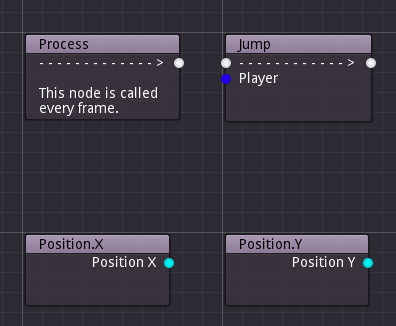 Process
- - - - - - - - - - - - - >
This node is called
every frame.
Jump
- - - - - - - - - - - - >
Player
Position.X
Position X
Position.Y
Position Y